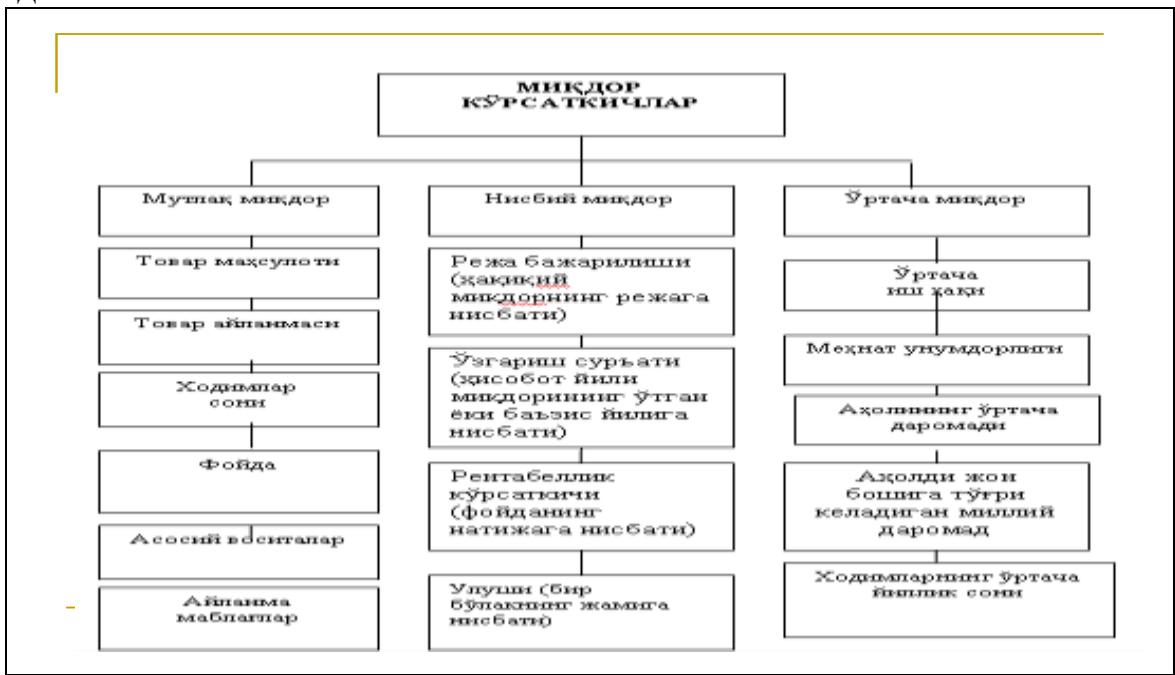 МИҚДОР
КЎРСАТКИЧЛАР
Мутлақ миқдор
Товар маҳсулоти
Товар айланмаси
Ходимлар
сони
Фойда
Асосий воситалар
Айланма
маблағлар
Нисбий миқдор
Режа бажарилиши
(ҳақиқий
миқдорнинг режага
нисбати)
Ўзгариш суръати
(ҳисобот йили
миқдорининг ўтган
ёки баъзис йилига
нисбати)
Рентабеллик
кўрсаткичи
(фойданинг
натижага нисбати)
Улуши (бир
бўлакнинг жамига
нисбати)
Ўртача миқдор
Ўртача
иш ҳақи
Меҳнат унумдорлиги
Аҳолининг ўртача
даромади
Аҳолди жон
бошига тўғри
келадиган миллий
даромад
Ходимларнинг ўртача
йиллик сони